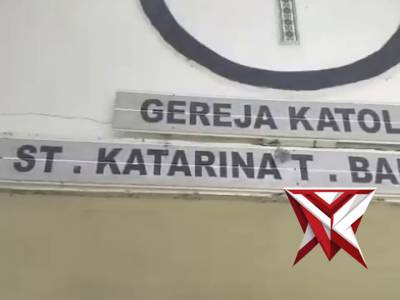 GEREJA KATOL
ST . KATARINA T . BA